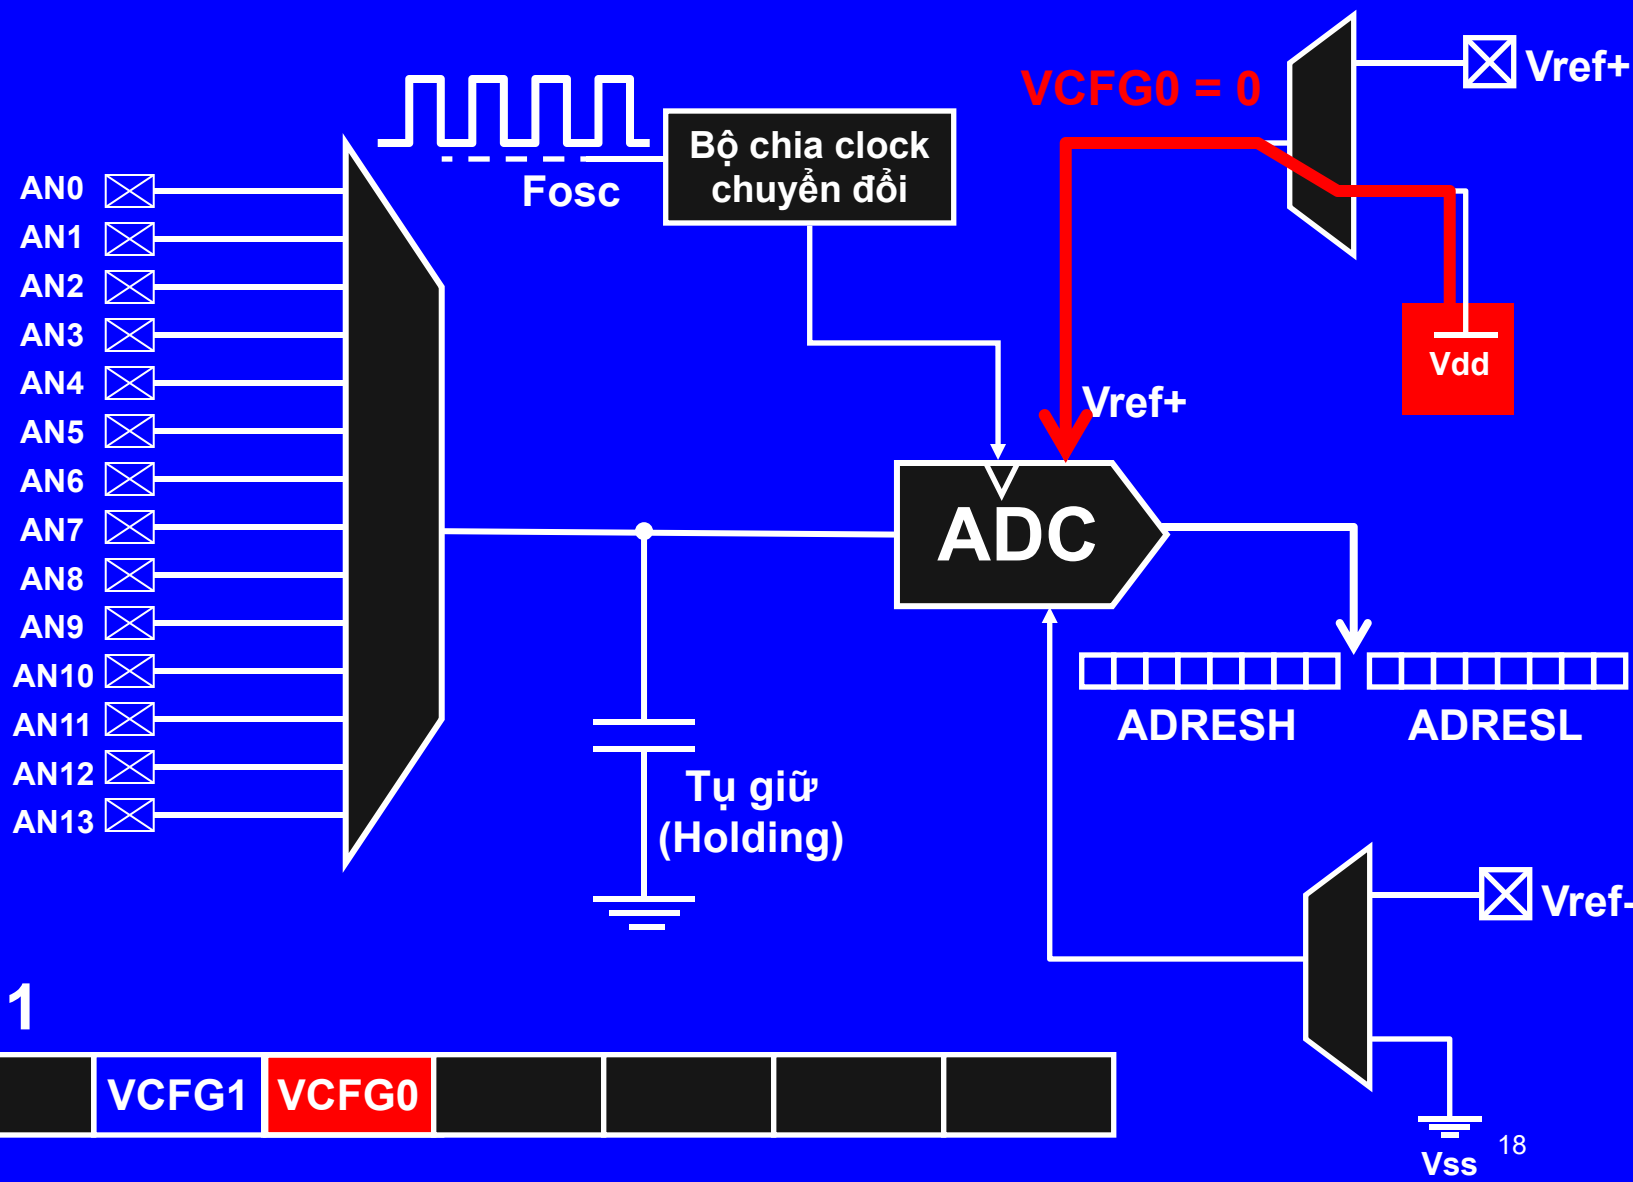 VCFG0 = 0
Vref+
Bộ chia clock
chuyển đổi
Fosc
AN0
AN1
AN2
AN3
AN4
AN5
AN6
AN7
AN8
AN9
AN10
AN11
AN12
AN13
Vdd
Vref+
ADC
ADRESH
ADRESL
Tụ giữ
(Holding)
Vref-
1
VCFG1
VCFG0
Vss
18